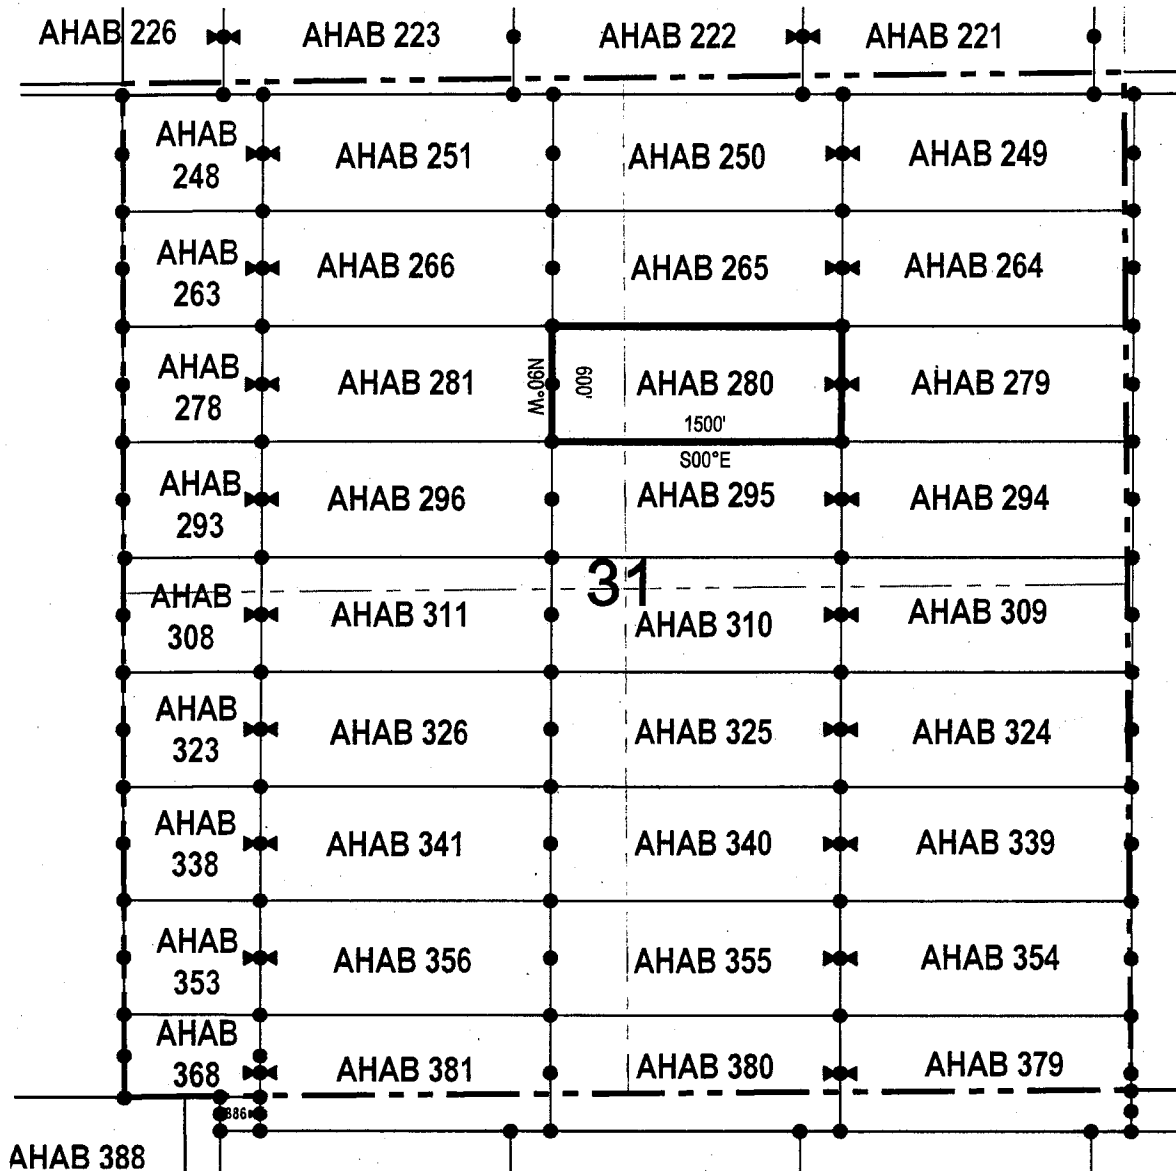 AHAB 226
AHAB 223
AHAB 222
AHAB 221
AHAB
248
AHAB 251
AHAB 250
AHAB 249
AHAB
263
AHAB 266
AHAB 265
AHAB 264
AHAB
278
AHAB 281
N90°W
600'
AHAB 280
1500'
S00°E
AHAB 279
AHAB
293
AHAB 296
AHAB 295
AHAB 294
31
AHAB
308
AHAB 311
AHAB 310
AHAB 309
AHAB
323
AHAB 326
AHAB 325
AHAB 324
AHAB
338
AHAB 341
AHAB 340
AHAB 339
AHAB
353
AHAB 356
AHAB 355
AHAB 354
AHAB
368
AHAB 381
AHAB 380
AHAB 379
386
AHAB 388